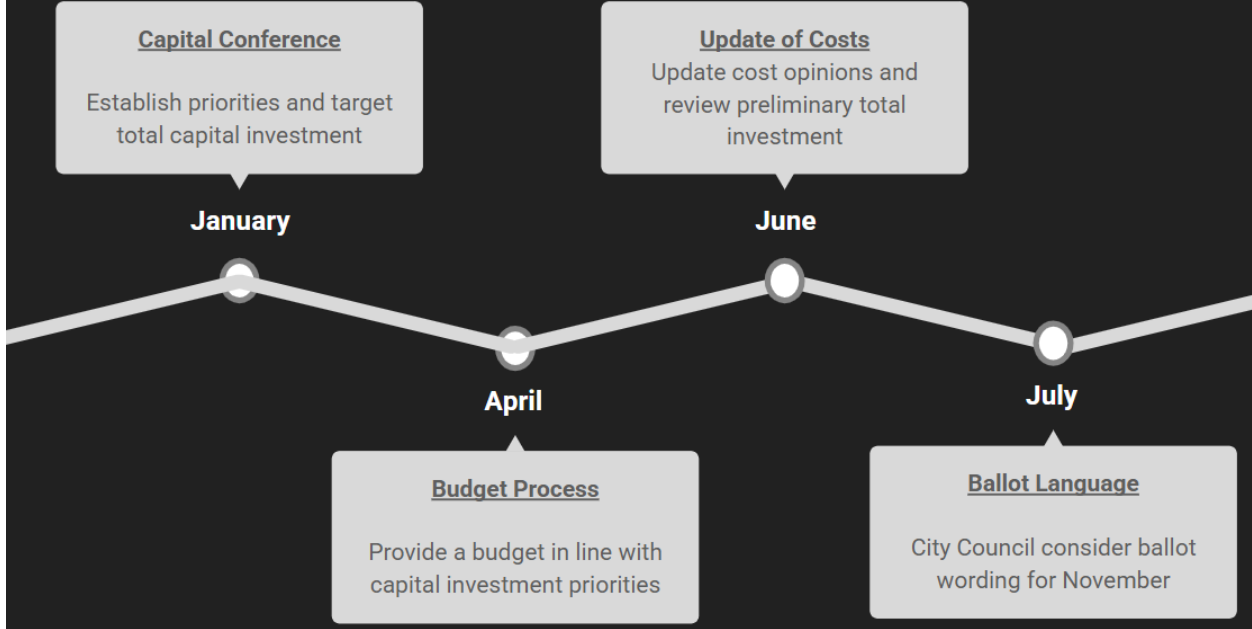 Capital Conference
Establish priorities and target
total capital investment
January
Update of Costs
Update cost opinions and
review preliminary total
investment
June
April
Budget Process
Provide a budget in line with
capital investment priorities
July
Ballot Language
City Council consider ballot
wording for November